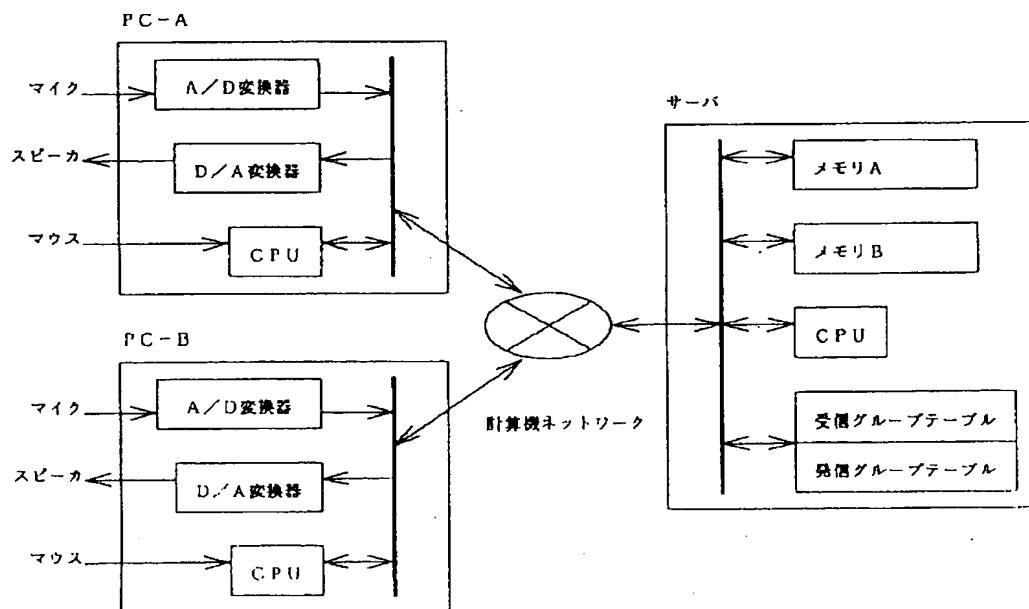 PC-A
マイク
A/D変換器
スピーカ
D/A変換器
マウス
CPU
サーバ
メモリA
メモリB
CPU
受信グループテーブル
発信グループテーブル
計算機ネットワーク
PC-B
マイク
A/D変換器
スピーカ
D/A変換器
マウス
CPU